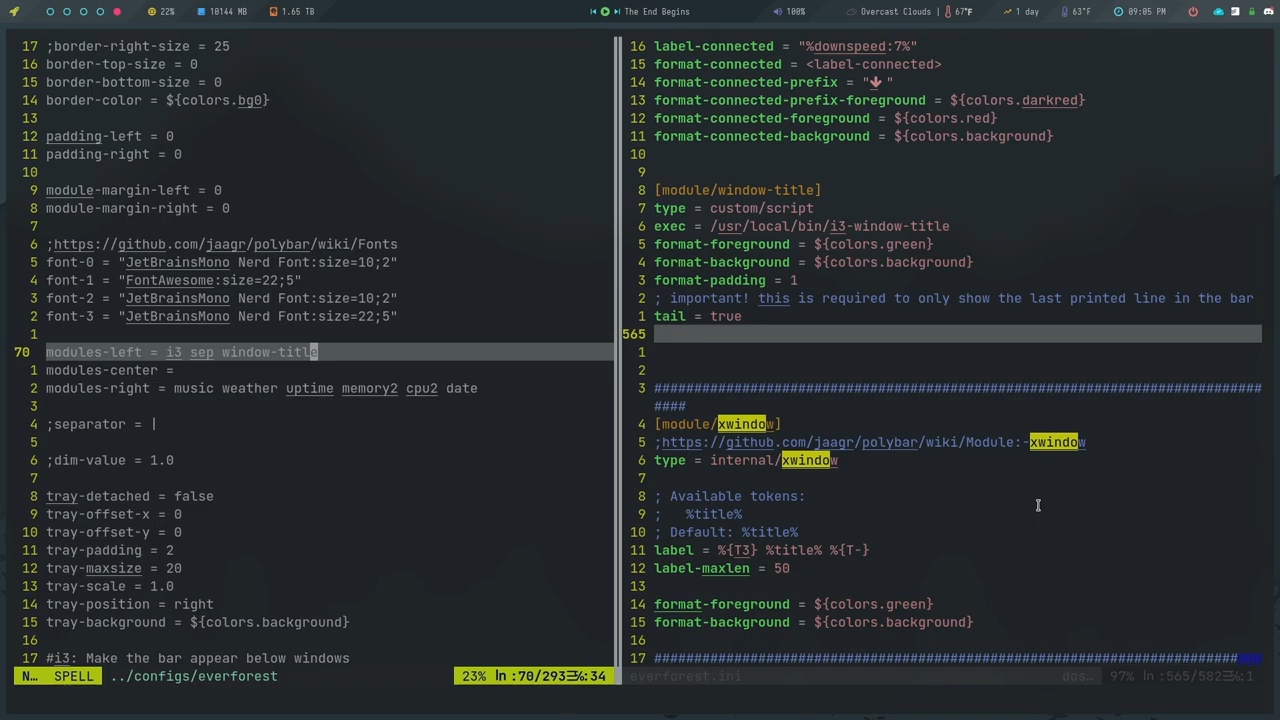 22% 10144 MB 1.65 TB The End Begins 100% Overcast Clouds | 67°F 1 day 63°F 09:05 PM
17 ;border-right-size = 25
16 border-top-size = 0
15 border-bottom-size = 0
14 border-color = ${colors.bg0}
13
12 padding-left = 0
11 padding-right = 0
10
9 module-margin-left = 0
8 module-margin-right = 0
7
6 ;https://github.com/jaagr/polybar/wiki/Fonts
5 font-0 = "JetBrainsMono Nerd Font:size=10;2"
4 font-1 = "FontAwesome:size=22;5"
3 font-2 = "JetBrainsMono Nerd Font:size=10;2"
2 font-3 = "JetBrainsMono Nerd Font:size=22;5"
1
70 modules-left = i3 sep window-title
1 modules-center =
2 modules-right = music weather uptime memory2 cpu2 date
3
4 ;separator = |
5
6 ;dim-value = 1.0
7
8 tray-detached = false
9 tray-offset-x = 0
10 tray-offset-y = 0
11 tray-padding = 2
12 tray-maxsize = 20
13 tray-scale = 1.0
14 tray-position = right
15 tray-background = ${colors.background}
16
17 #i3: Make the bar appear below windows
N… SPELL ../configs/everforest 23% ln :70/293 ℅:34
16 label-connected = "%downspeed:7%"
15 format-connected = <label-connected>
14 format-connected-prefix = "🡻 "
13 format-connected-prefix-foreground = ${colors.darkred}
12 format-connected-foreground = ${colors.red}
11 format-connected-background = ${colors.background}
10
9
8 [module/window-title]
7 type = custom/script
6 exec = /usr/local/bin/i3-window-title
5 format-foreground = ${colors.green}
4 format-background = ${colors.background}
3 format-padding = 1
2 ; important! this is required to only show the last printed line in the bar
1 tail = true
565
1
2
3 ############################################################################
####
4 [module/xwindow]
5 ;https://github.com/jaagr/polybar/wiki/Module:-xwindow
6 type = internal/xwindow
7
8 ; Available tokens:
9 ;   %title%
10 ; Default: %title%
11 label = %{T3} %title% %{T-}
12 label-maxlen = 50
13
14 format-foreground = ${colors.green}
15 format-background = ${colors.background}
16
17 #########################################################################@@@
everforest.ini dos… 97% ln :565/582 ℅:1